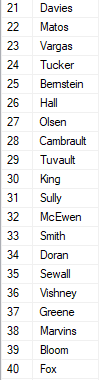 21 Davies
22 Matos
23 Vargas
24 Tucker
25 Bernstein
26 Hall
27 Olsen
28 Cambrault
29 Tuvault
30 King
31 Sully
32 McEwen
33 Smith
34 Doran
35 Sewall
36 Vishney
37 Greene
38 Marvins
39 Bloom
40 Fox